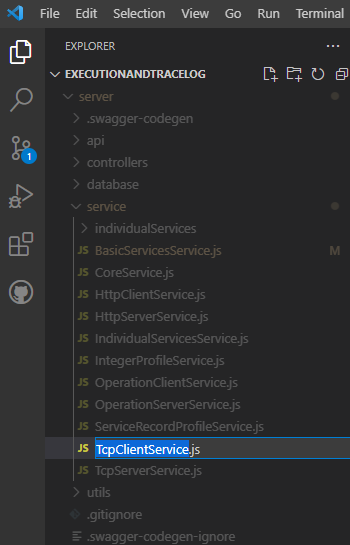 File Edit Selection View Go Run Terminal
EXPLORER
EXECUTIONANDTRACELOG
server
.swagger-codegen
api
controllers
1
database
service
individualServices
JS BasicServicesService.js M
JS CoreService.js
JS HttpClientService.js
JS HttpServerService.js
JS IndividualServicesService.js
JS IntegerProfileService.js
JS OperationClientService.js
JS OperationServerService.js
JS ServiceRecordProfileService.js
JS TcpClientService.js
JS TcpServerService.js
utils
.gitignore
.swagger-codegen-ignore